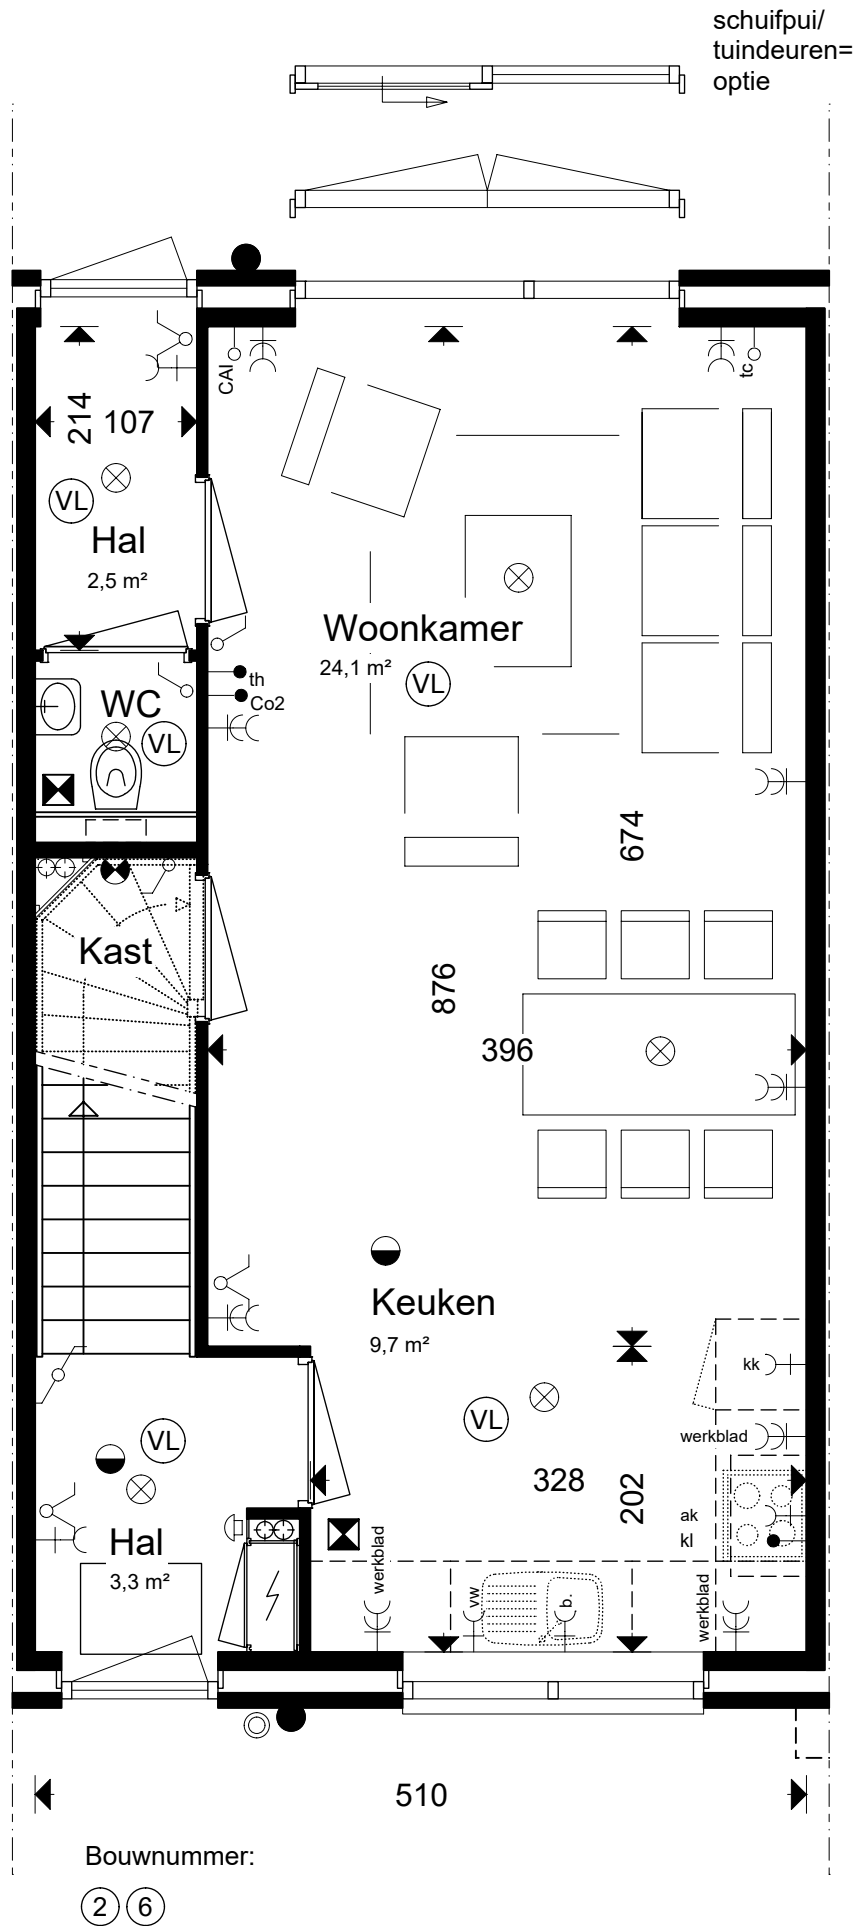 schuifpui/
tuindeuren=
optie
CAI
tc
214
107
VL
Hal
2,5 m²
Woonkamer
24,1 m²
VL
th
Co2
WC
VL
674
Kast
876
396
Keuken
9,7 m²
kk
VL
werkblad
VL
328
202
ak
kl
Hal
3,3 m²
werkblad
vw
b.
werkblad
510
Bouwnummer:
2 6